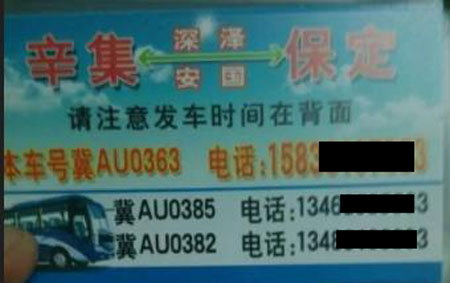 辛集 深泽 保定
安国
请注意发车时间在背面
本车号冀AU0363 电话:1583
冀AU0385 电话:1346 3
冀AU0382 电话:1348 3